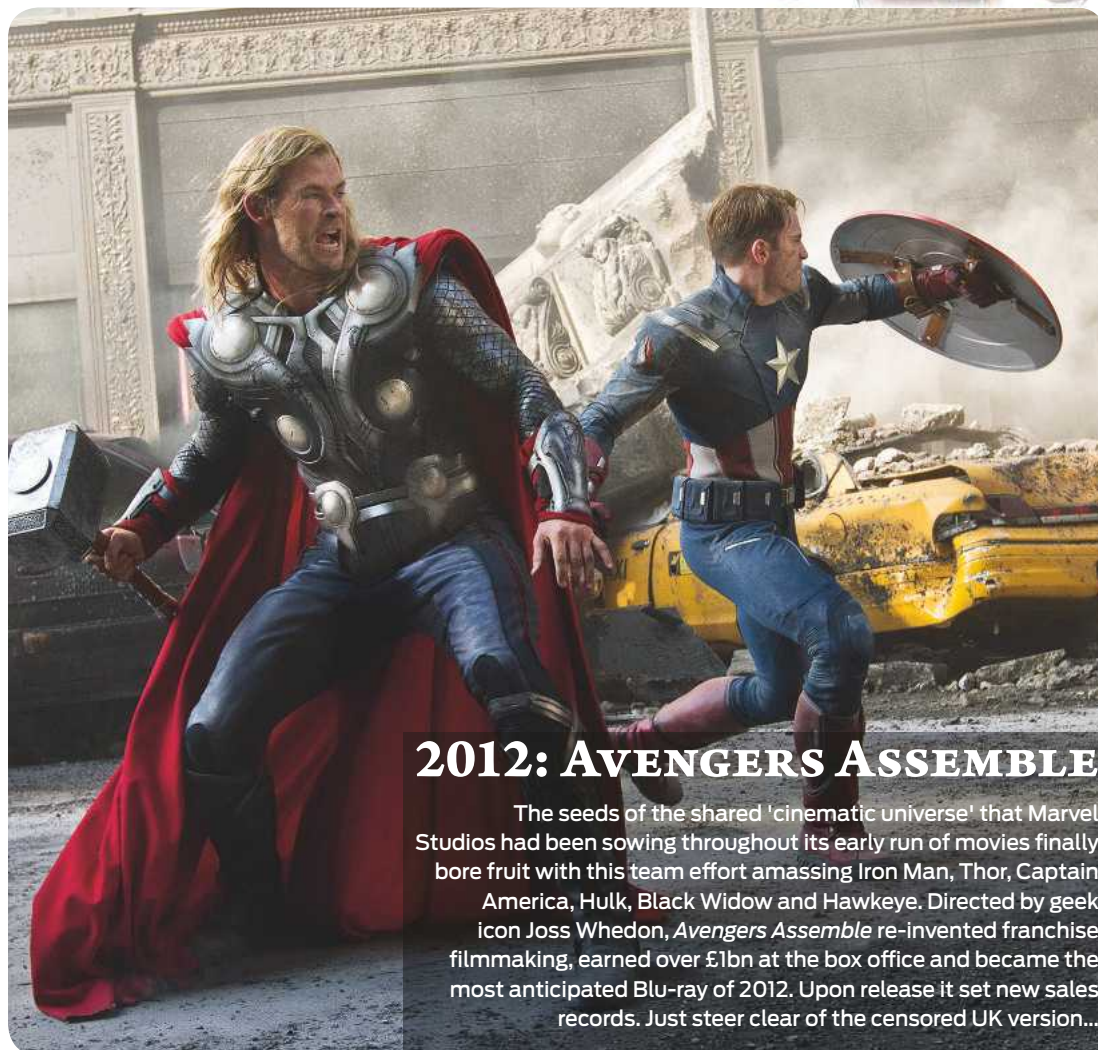 2012: AVENGERS ASSEMBLE
The seeds of the shared 'cinematic universe' that Marvel
Studios had been sowing throughout its early run of movies finally
bore fruit with this team effort amassing Iron Man, Thor, Captain
America, Hulk, Black Widow and Hawkeye. Directed by geek
icon Joss Whedon, Avengers Assemble re-invented franchise
filmmaking, earned over £1bn at the box office and became the
most anticipated Blu-ray of 2012. Upon release it set new sales
records. Just steer clear of the censored UK version...